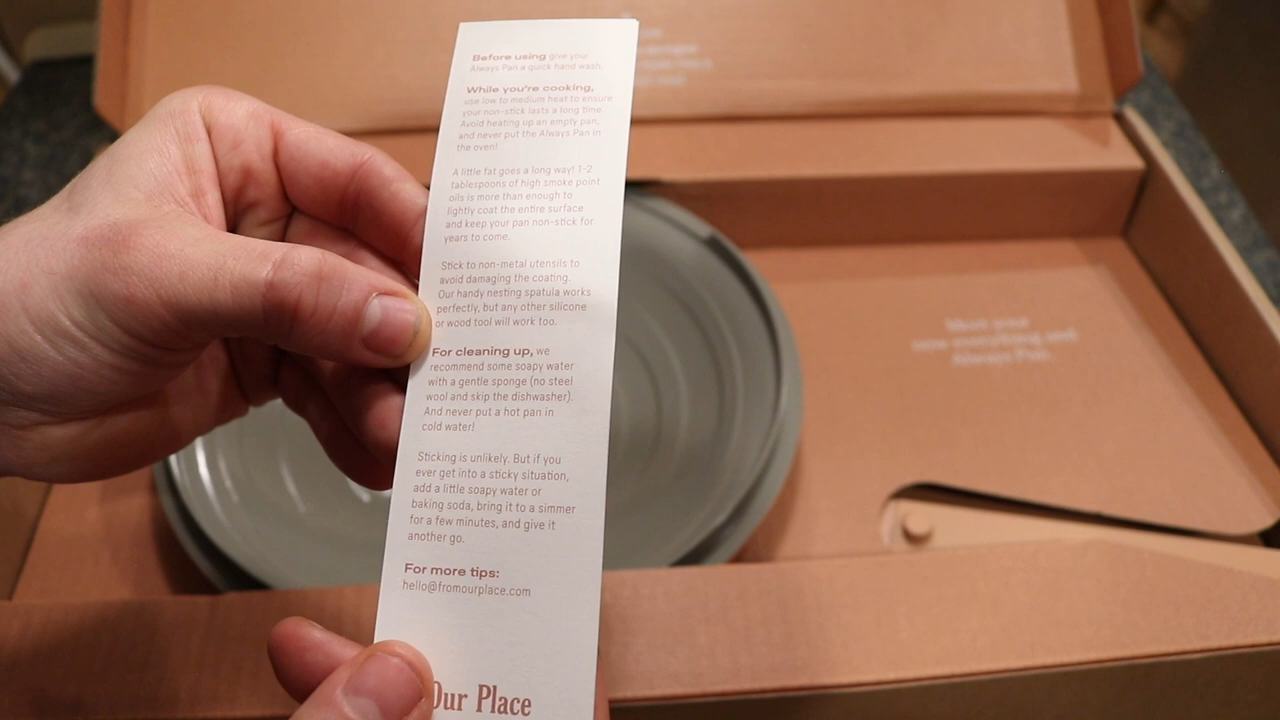 Before using give your
Always Pan a quick hand wash.
While you're cooking,
use low to medium heat to ensure
your non-stick lasts a long time.
Avoid heating up an empty pan,
and never put the Always Pan in
the oven!
A little fat goes a long way! 1-2
tablespoons of high smoke point
oils is more than enough to
lightly coat the entire surface
and keep your pan non-stick for
years to come.
Stick to non-metal utensils to
avoid damaging the coating.
Our handy nesting spatula works
perfectly, but any other silicone
or wood tool will work too.
For cleaning up, we
recommend some soapy water
with a gentle sponge (no steel
wool and skip the dishwasher).
And never put a hot pan in
cold water!
Sticking is unlikely. But if you
ever get into a sticky situation,
add a little soapy water or
baking soda, bring it to a simmer
for a few minutes, and give it
another go.
For more tips:
hello@fromourplace.com
Our Place
Meet your
new everything and
Always Pan.